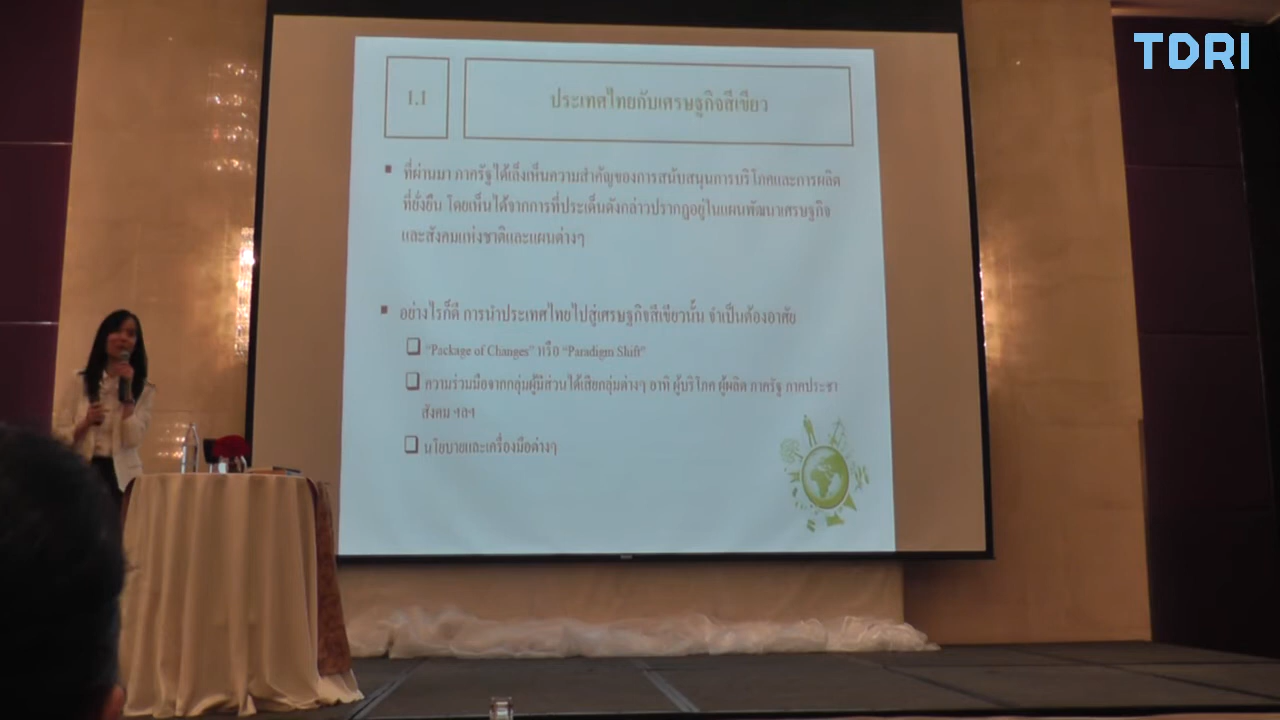 TDRI
1.1
ประเทศไทยกับเศรษฐกิจสีเขียว
ที่ผ่านมา ภาครัฐได้เล็งเห็นความสำคัญของการสนับสนุนการบริโภคและการผลิต
ที่ยั่งยืน โดยเห็นได้จากการที่ประเด็นดังกล่าวปรากฏอยู่ในแผนพัฒนาเศรษฐกิจ
และสังคมแห่งชาติและแผนต่างๆ
อย่างไรก็ดี การนำประเทศไทยไปสู่เศรษฐกิจสีเขียวนั้น จำเป็นต้องอาศัย
“Package of Changes” หรือ “Paradigm Shift”
ความร่วมมือจากกลุ่มผู้มีส่วนได้เสียกลุ่มต่างๆ อาทิ ผู้บริโภค ผู้ผลิต ภาครัฐ ภาคประชา
สังคม ฯลฯ
นโยบายและเครื่องมือต่างๆ